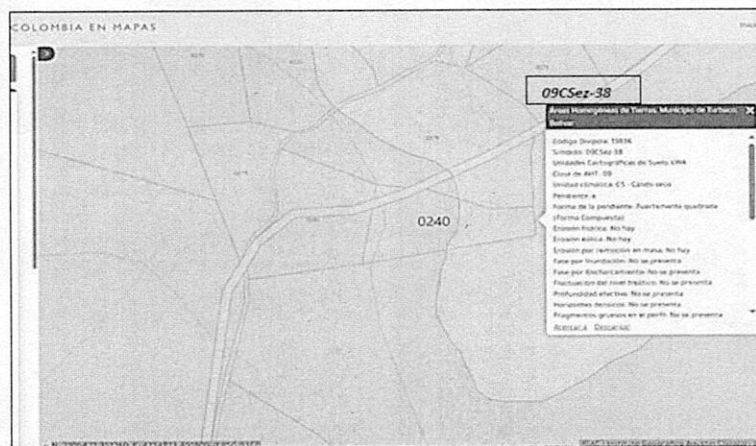 COLOMBIA EN MAPAS
09CSez-38
Áreas Homogéneas de Tierras. Municipio de Turbaco,
Bolívar
Código Divipola: 13836
Símbolo: 09CSez-38
Unidades Cartográficas de Suelo:
Clase de AHT: 09
Unidad climática: CS - Cálido seco
Pendiente: e
Forma de la pendiente: Fuertemente quebrada
(Forma Compuesta)
Erosión hídrica: No hay
Erosión eólica: No hay
Erosión por remoción en masa: No hay
Fase por Inundación: No se presenta
Fase por Encharcamiento: No se presenta
Fluctuación del nivel freático: No se presenta
Profundidad efectiva: No se presenta
Horizontes densicos: No se presenta
Fragmentos gruesos en el perfil: No se presenta
Acercar a Descargar
0240